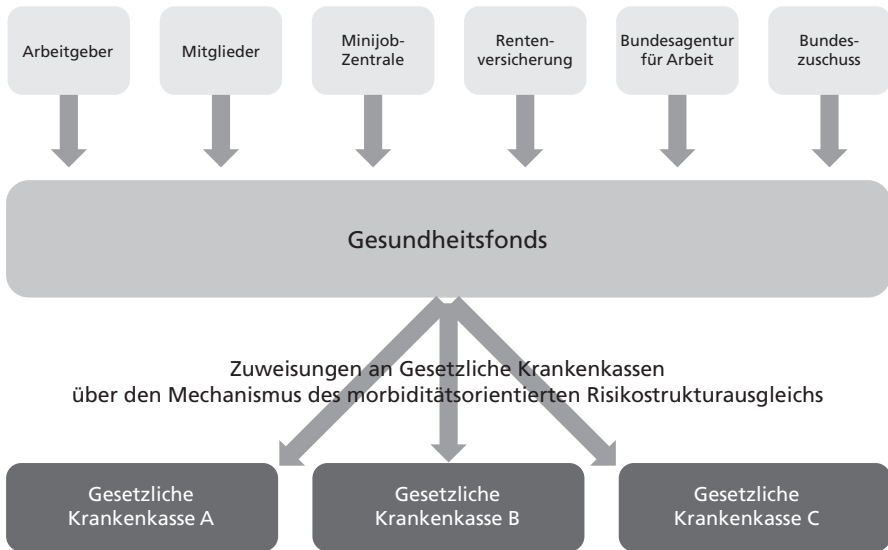 Arbeitgeber
Mitglieder
Minijob-
Zentrale
Renten-
versicherung
Bundesagentur
für Arbeit
Bundes-
zuschuss
Gesundheitsfonds
Zuweisungen an Gesetzliche Krankenkassen
über den Mechanismus des morbiditätsorientierten Risikostrukturausgleichs
Gesetzliche
Krankenkasse A
Gesetzliche
Krankenkasse B
Gesetzliche
Krankenkasse C